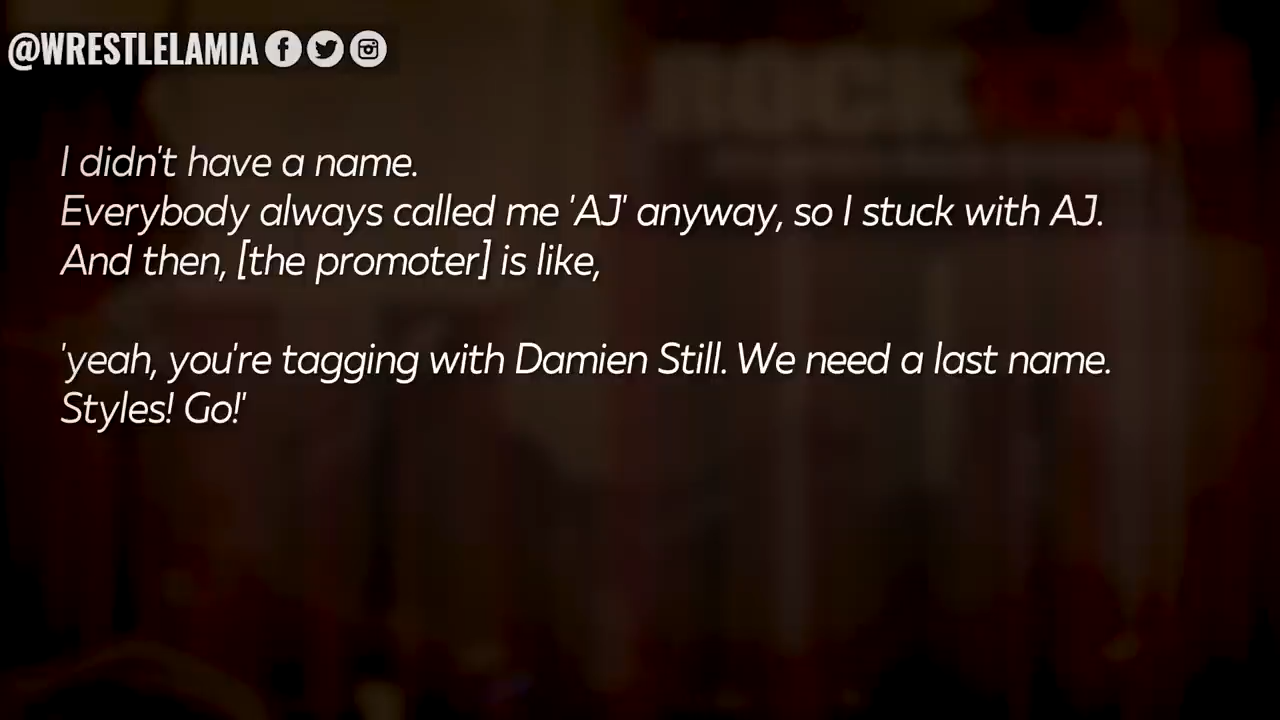 @WRESTLELAMIA
ROCK
I didn't have a name.
Everybody always called me 'AJ' anyway, so I stuck with AJ.
And then, [the promoter] is like,
'yeah, you're tagging with Damien Still. We need a last name.
Styles! Go!'